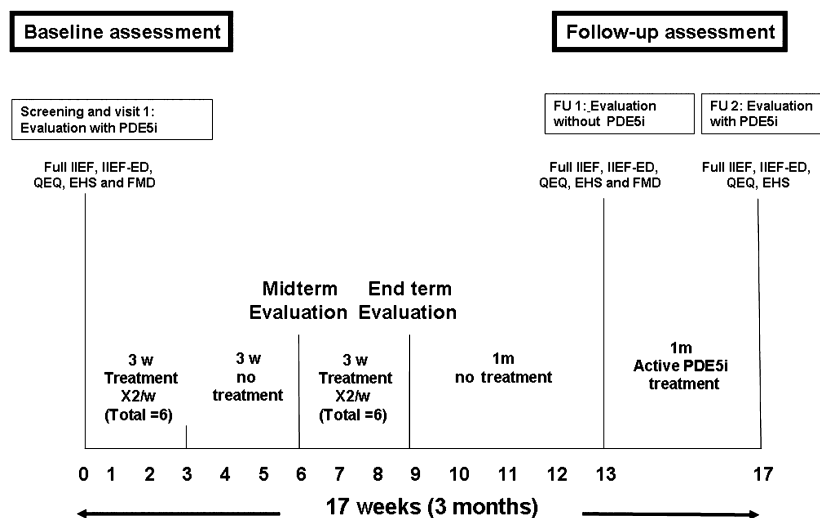 Baseline assessment
Follow-up assessment
Screening and visit 1:
Evaluation with PDE5i
FU 1: Evaluation
without PDE5i
FU 2: Evaluation
with PDE5i
Full IIEF, IIEF-ED,
QEQ, EHS and FMD
Full IIEF, IIEF-ED,
QEQ, EHS and FMD
Full IIEF, IIEF-ED,
QEQ, EHS
Midterm
Evaluation
End term
Evaluation
3 w
Treatment
X2/w
(Total =6)
3 w
no
treatment
3 w
Treatment
X2/w
(Total =6)
1m
no treatment
1m
Active PDE5i
treatment
0 1 2 3 4 5 6 7 8 9 10 11 12 13 17
17 weeks (3 months)